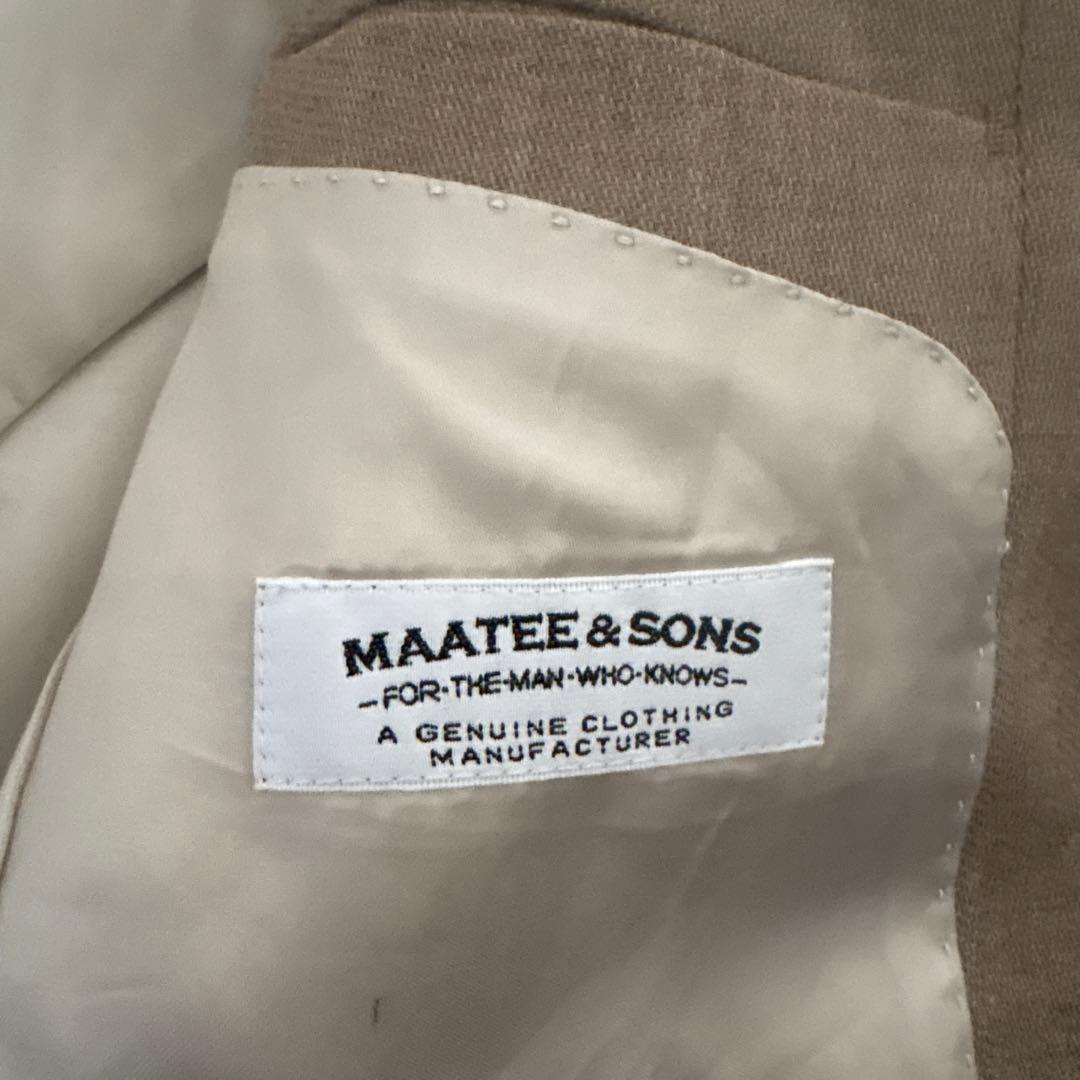 MAATEE & SONS
-FOR-THE-MAN-WHO-KNOWS-
A GENUINE CLOTHING
MANUFACTURER